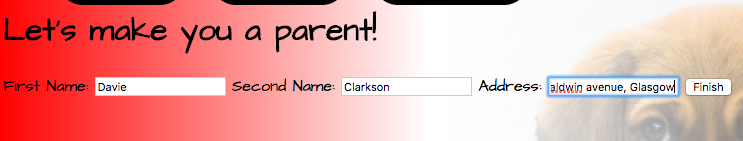 Let's make you a parent!
First Name: Davie Second Name: Clarkson Address: aldwin avenue, Glasgow Finish